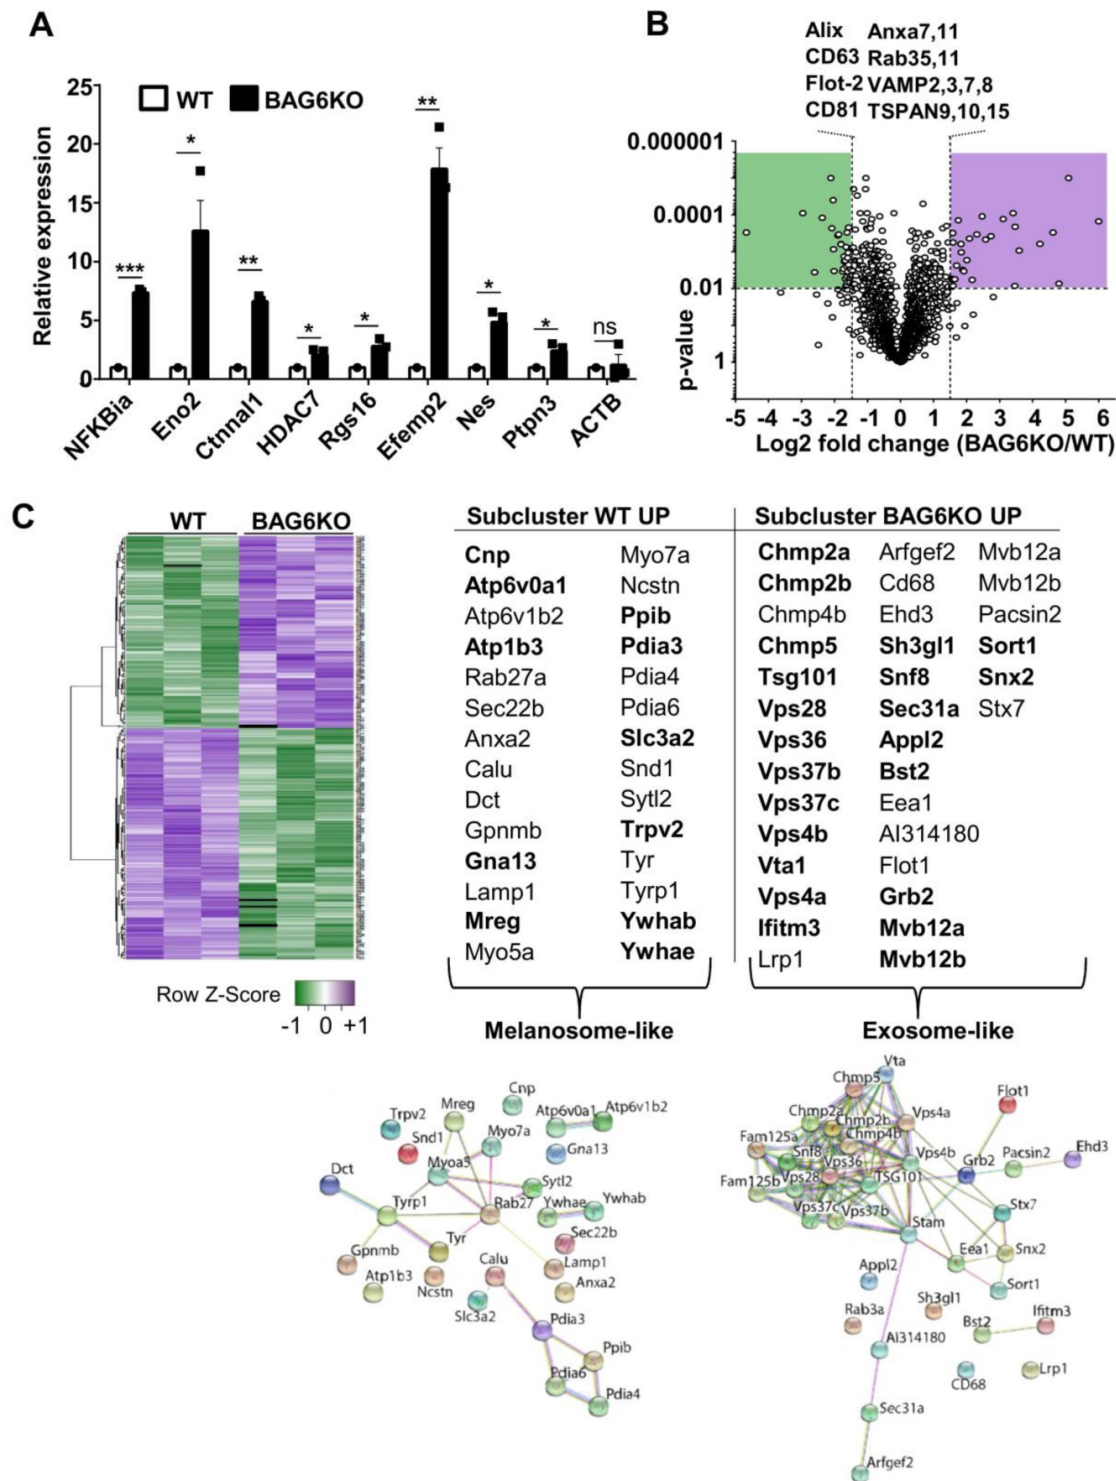 A
WT BAG6KO
Relative expression
25
20
15
10
5
0
***
*
**
*
*
**
*
*
ns
NFKBia
Eno2
Ctnnal1
HDAC7
Rgs16
Efemp2
Nes
Ptpn3
ACTB
B
Alix Anxa7,11
CD63 Rab35,11
Flot-2 VAMP2,3,7,8
CD81 TSPAN9,10,15
0.000001
0.0001
0.01
1
p-value
-5 -4 -3 -2 -1 0 1 2 3 4 5 6
Log2 fold change (BAG6KO/WT)
C
WT BAG6KO
Row Z-Score
-1 0 +1
Subcluster WT UP
Cnp Myo7a
Atp6v0a1 Ncstn
Atp6v1b2 Ppib
Atp1b3 Pdia3
Rab27a Pdia4
Sec22b Pdia6
Anxa2 Slc3a2
Calu Snd1
Dct Sytl2
Gpnmb Trpv2
Gna13 Tyr
Lamp1 Tyrp1
Mreg Ywhab
Myo5a Ywhae
Subcluster BAG6KO UP
Chmp2a Arfgef2 Mvb12a
Chmp2b Cd68 Mvb12b
Chmp4b Ehd3 Pacsin2
Chmp5 Sh3gl1 Sort1
Tsg101 Snf8 Snx2
Vps28 Sec31a Stx7
Vps36 Appl2
Vps37b Bst2
Vps37c Eea1
Vps4b AI314180
Vta1 Flot1
Vps4a Grb2
Ifitm3 Mvb12a
Lrp1 Mvb12b
Melanosome-like
Cnp
Mreg
Atp6v0a1
Atp6v1b2
Trpv2
Snd1
Myo7a
Gna13
Myoa5
Dct
Sytl2
Tyrp1
Rab27
Ywhae
Ywhab
Tyr
Sec22b
Gpnmb
Calu
Lamp1
Atp1b3
Ncstn
Anxa2
Slc3a2
Pdia3
Ppib
Pdia6
Pdia4
Exosome-like
Vta
Chmp5
Flot1
Chmp2a
Chmp2b
Vps4a
Chmp4b
Fam125a
Snf8
Vps36
Vps4b
Grb2
Pacsin2
Ehd3
Fam125b
Vps28
TSG101
Vps37c
Vps37b
Stam
Stx7
Eea1
Snx2
Appl2
Sort1
Rab3a
Sh3gl1
Bst2
Ifitm3
AI314180
CD68
Lrp1
Sec31a
Arfgef2